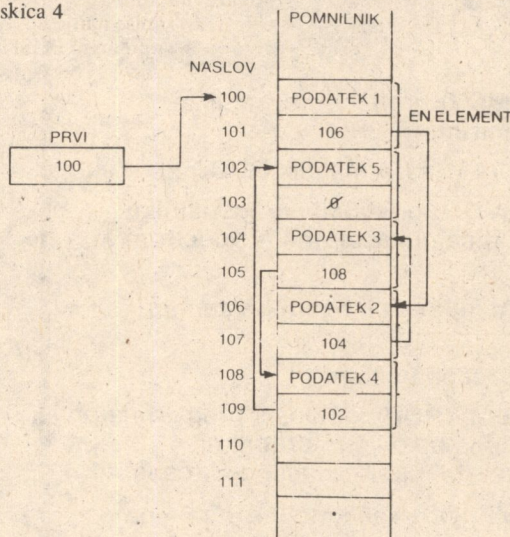 skica 4
POMNILNIK
NASLOV
100 PODATEK 1
EN ELEMENT
101 106
PRVI
100
102 PODATEK 5
103 0
104 PODATEK 3
105 108
106 PODATEK 2
107 104
108 PODATEK 4
109 102
110
111